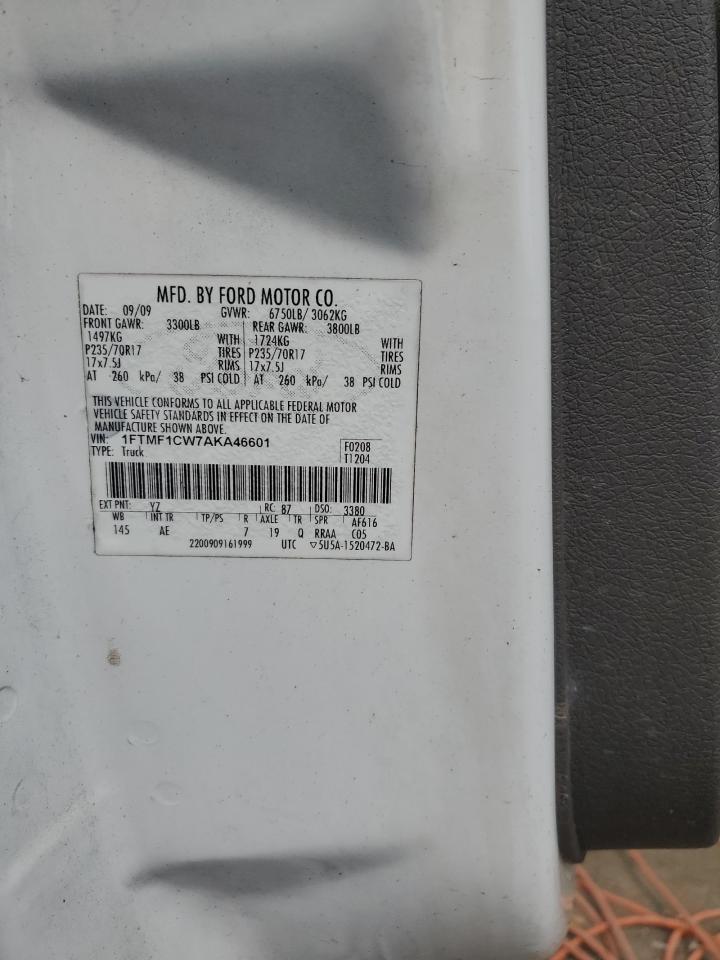 MFD. BY FORD MOTOR CO.
DATE: 09/09 GVWR: 6750LB/ 3062KG
FRONT GAWR: 3300LB REAR GAWR: 3800LB
1497KG WITH 1724KG WITH
P235/70R17 TIRES P235/70R17 TIRES
17x7.5J RIMS 17x7.5J RIMS
AT 260 kPa/ 38 PSI COLD AT 260 kPa/ 38 PSI COLD
THIS VEHICLE CONFORMS TO ALL APPLICABLE FEDERAL MOTOR
VEHICLE SAFETY STANDARDS IN EFFECT ON THE DATE OF
MANUFACTURE SHOWN ABOVE.
VIN: 1FTMF1CW7AKA46601 F0208
TYPE: Truck T1204
EXT PNT: YZ RC: 87 DSO: 3380
WB INT TR TP/PS R AXLE TR SPR AF616
145 AE 7 19 Q RRAA C05
2200909161999 UTC ▽5U5A-1520472-BA